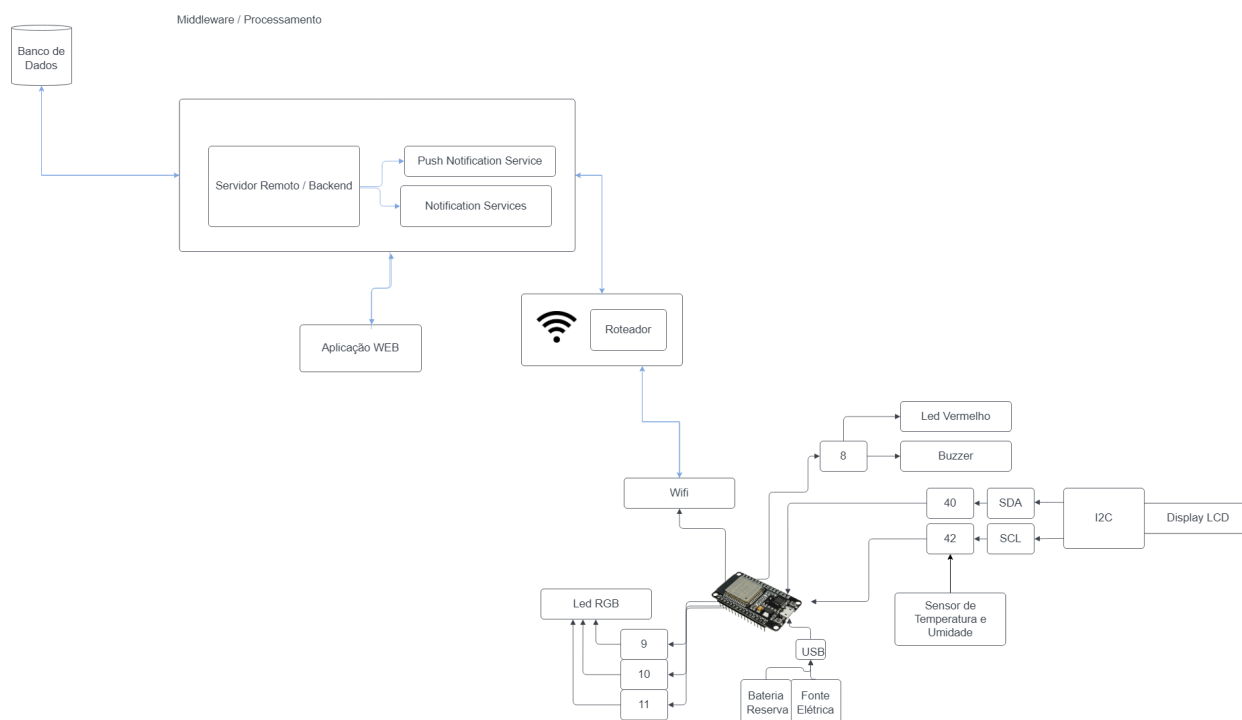 Middleware / Processamento
Banco de
Dados
Servidor Remoto / Backend
Push Notification Service
Notification Services
Aplicação WEB
Roteador
Wifi
Led Vermelho
8
Buzzer
40
SDA
I2C
Display LCD
42
SCL
Sensor de
Temperatura e
Umidade
Led RGB
9
10
11
USB
Bateria
Reserva
Fonte
Elétrica